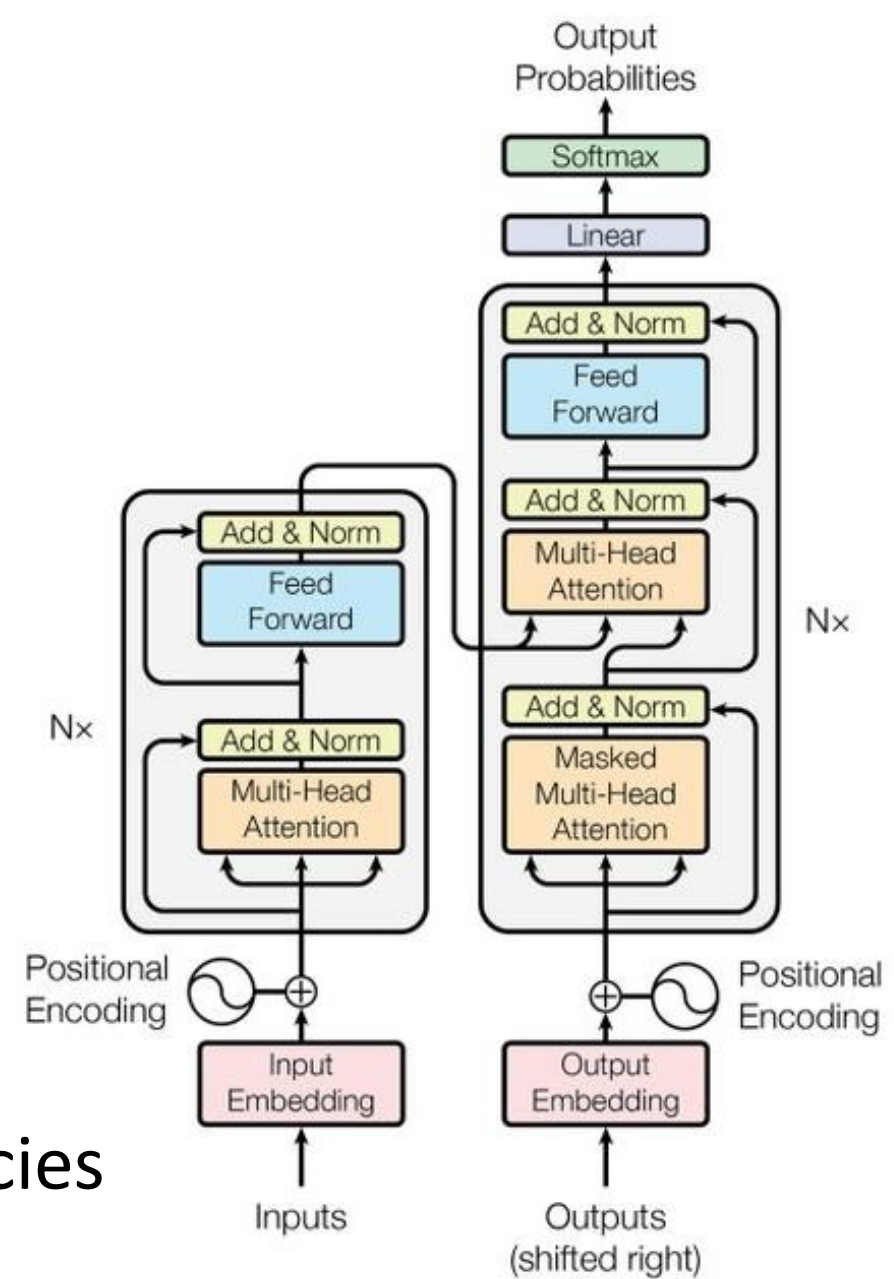 Output
Probabilities
Softmax
Linear
Add & Norm
Feed
Forward
Add & Norm
Multi-Head
Attention
Nx
Add & Norm
Masked
Multi-Head
Attention
Positional
Encoding
Output
Embedding
Outputs
(shifted right)
Add & Norm
Feed
Forward
Nx
Add & Norm
Multi-Head
Attention
Positional
Encoding
Input
Embedding
Inputs
cies